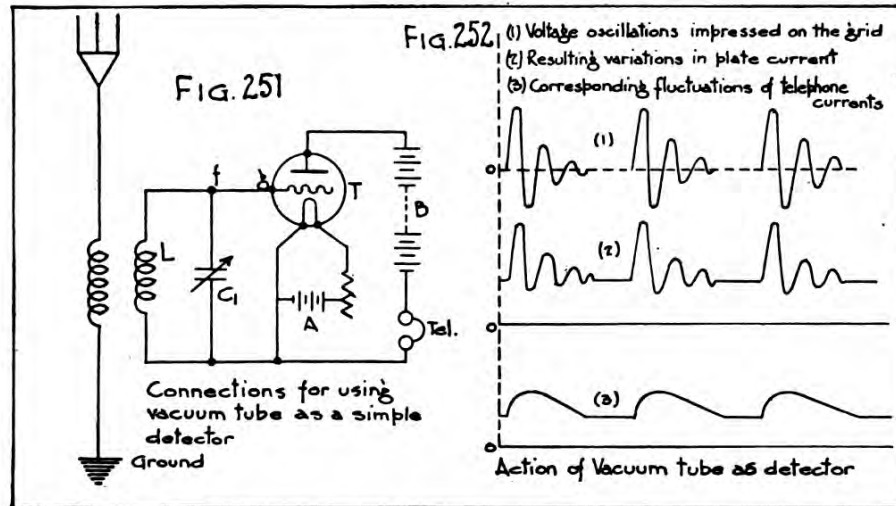 FIG. 251
f
T
L
C1
A
B
Tel.
Connections for using
vacuum tube as a simple
detector
Ground
FIG. 252
(1) Voltage oscillations impressed on the grid
(2) Resulting variations in plate current
(3) Corresponding fluctuations of telephone
currents
0
(1)
(2)
0
(3)
0
Action of Vacuum tube as detector